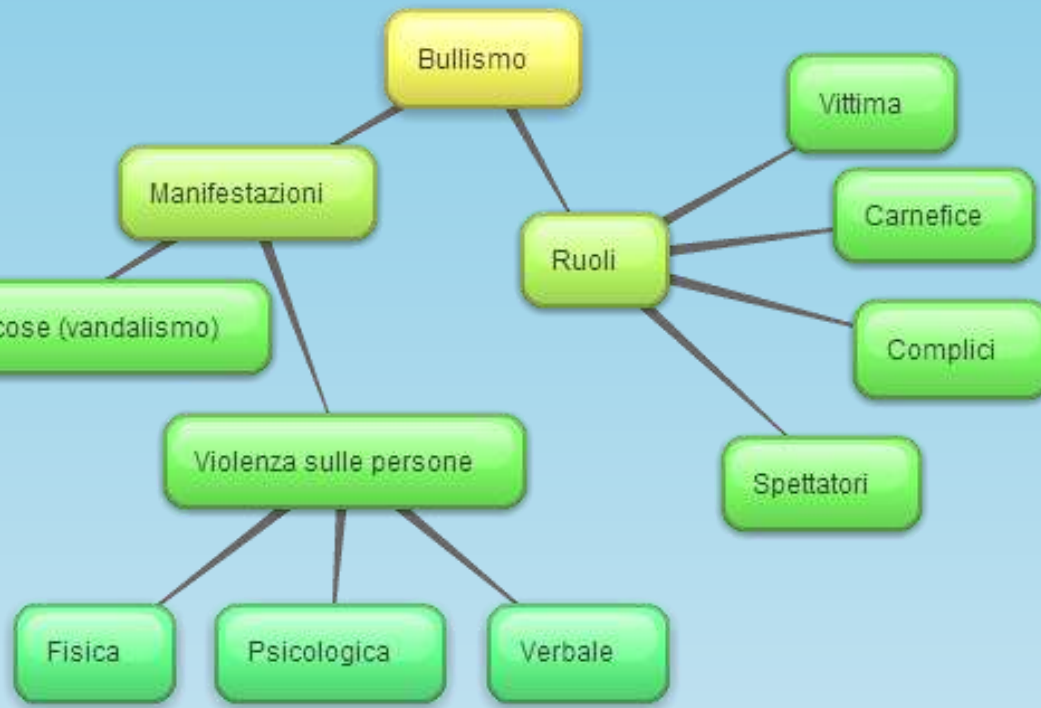 Bullismo
Vittima
Manifestazioni
Carnefice
Ruoli
cose (vandalismo)
Complici
Violenza sulle persone
Spettatori
Fisica
Psicologica
Verbale